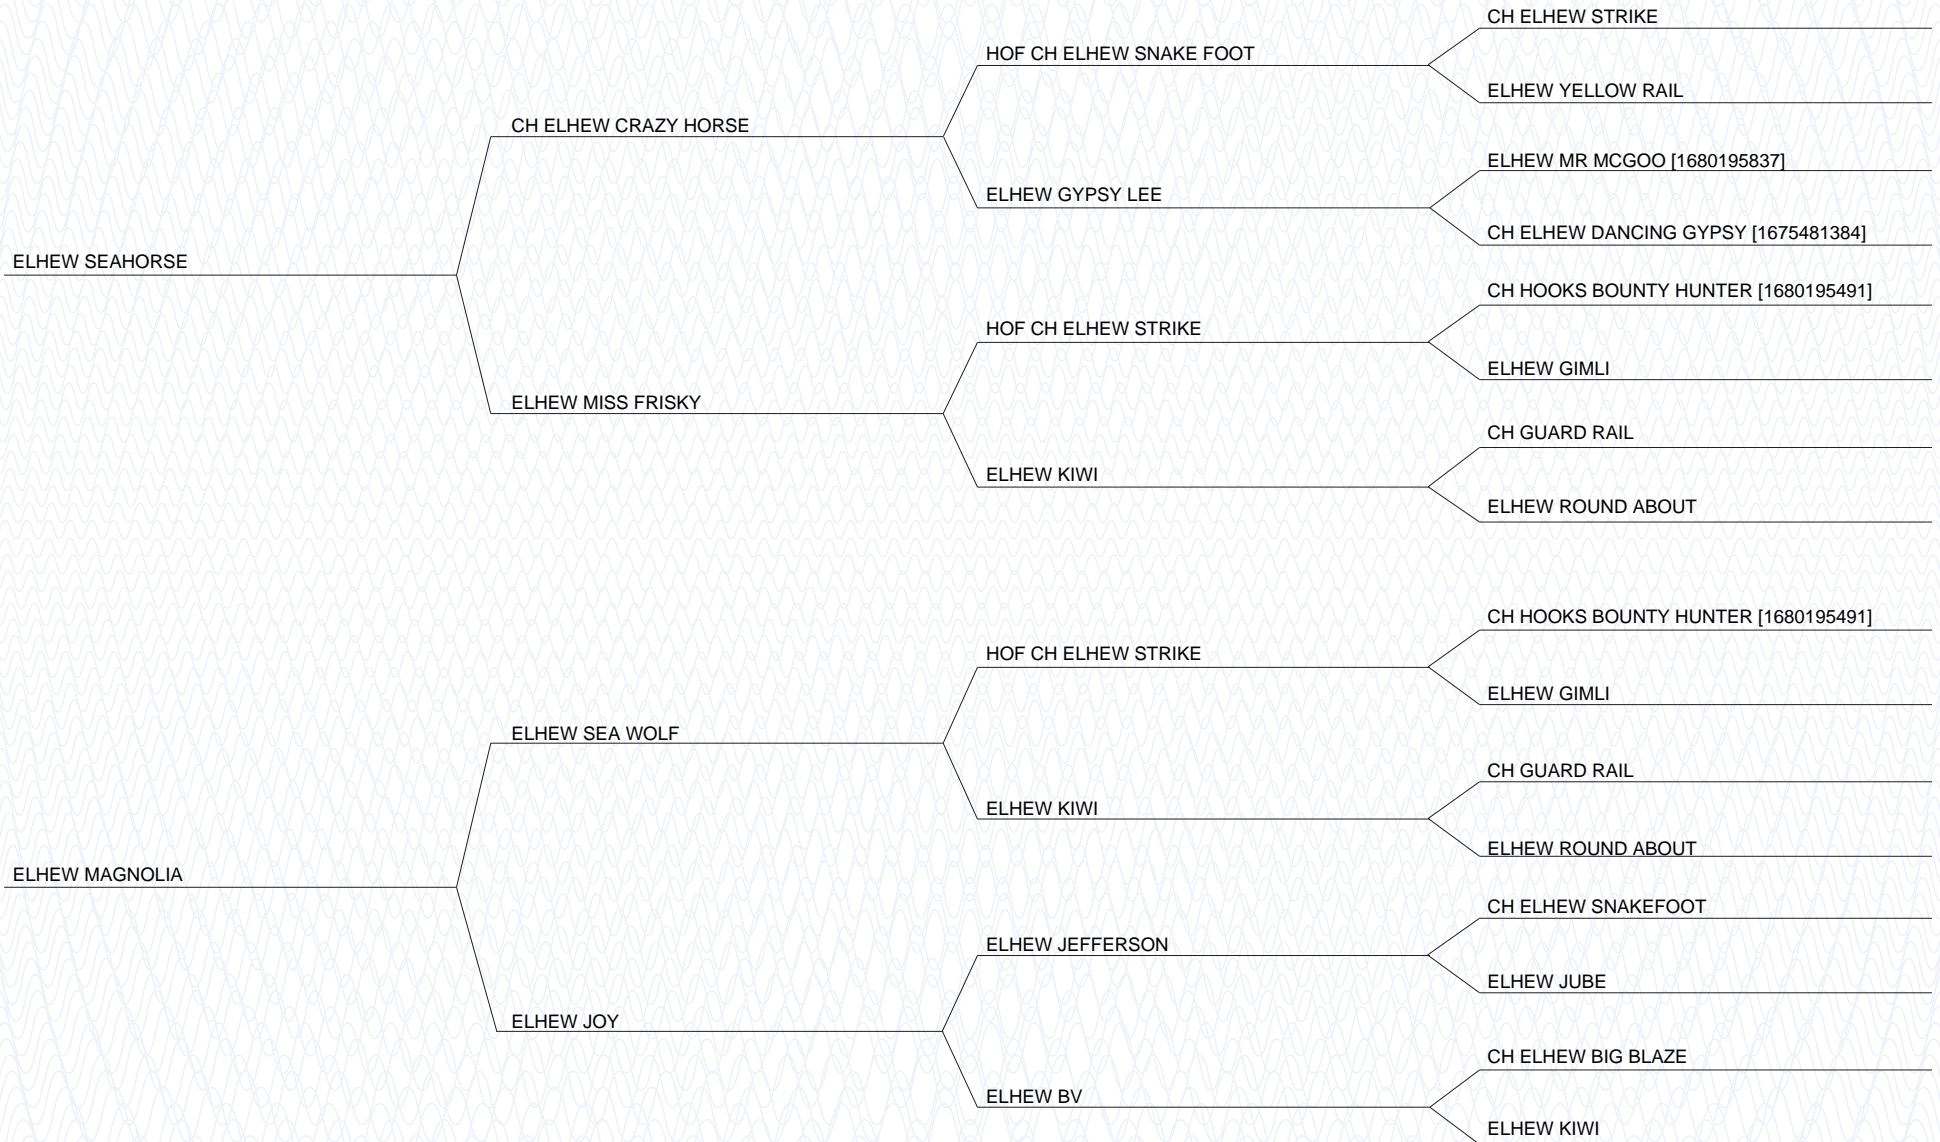 CH ELHEW STRIKE
HOF CH ELHEW SNAKE FOOT
ELHEW YELLOW RAIL
CH ELHEW CRAZY HORSE
ELHEW MR MCGOO [1680195837]
ELHEW GYPSY LEE
CH ELHEW DANCING GYPSY [1675481384]
ELHEW SEAHORSE
CH HOOKS BOUNTY HUNTER [1680195491]
HOF CH ELHEW STRIKE
ELHEW GIMLI
ELHEW MISS FRISKY
CH GUARD RAIL
ELHEW KIWI
ELHEW ROUND ABOUT
CH HOOKS BOUNTY HUNTER [1680195491]
HOF CH ELHEW STRIKE
ELHEW GIMLI
ELHEW SEA WOLF
CH GUARD RAIL
ELHEW KIWI
ELHEW ROUND ABOUT
ELHEW MAGNOLIA
CH ELHEW SNAKEFOOT
ELHEW JEFFERSON
ELHEW JUBE
ELHEW JOY
CH ELHEW BIG BLAZE
ELHEW BV
ELHEW KIWI